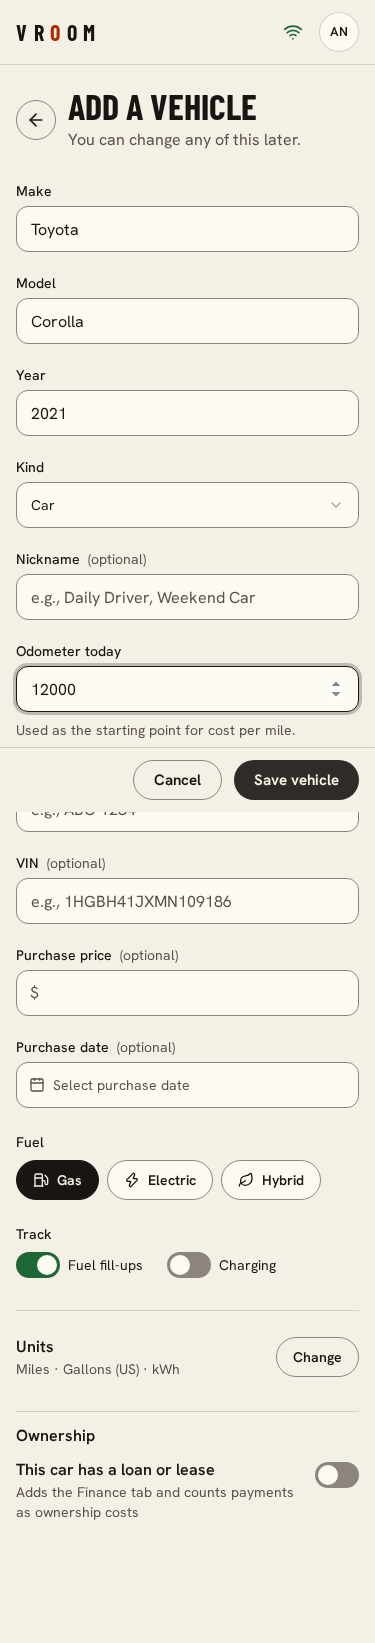 VROOM
AN
ADD A VEHICLE
You can change any of this later.
Make
Toyota
Model
Corolla
Year
2021
Kind
Car
Nickname (optional)
e.g., Daily Driver, Weekend Car
Odometer today
12000
Used as the starting point for cost per mile.
Cancel
Save vehicle
VIN (optional)
e.g., 1HGBH41JXMN109186
Purchase price (optional)
$
Purchase date (optional)
Select purchase date
Fuel
Gas
Electric
Hybrid
Track
Fuel fill-ups
Charging
Units
Miles · Gallons (US) · kWh
Change
Ownership
This car has a loan or lease
Adds the Finance tab and counts payments
as ownership costs